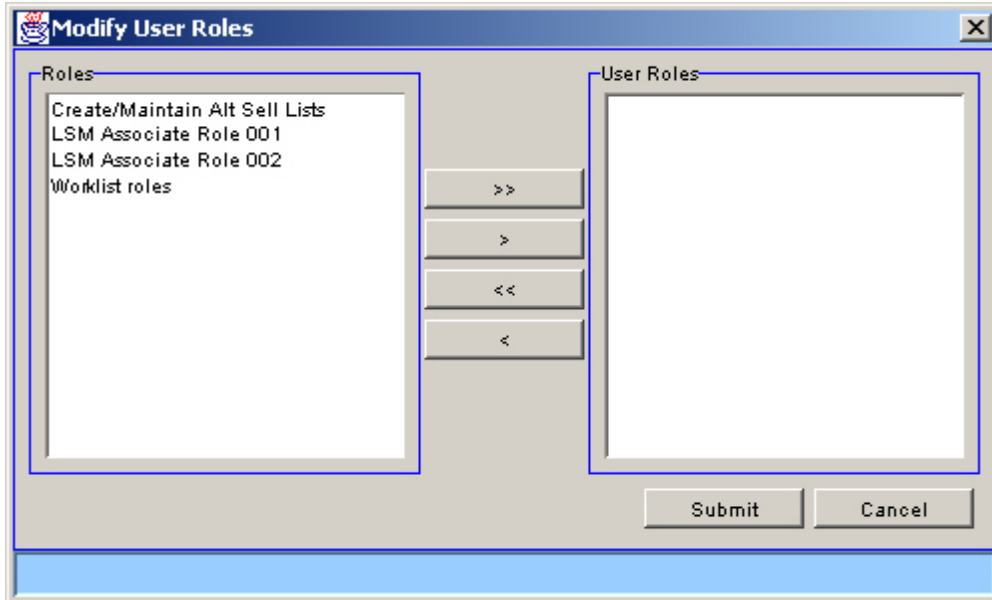 Modify User Roles
Roles
Create/Maintain Alt Sell Lists
LSM Associate Role 001
LSM Associate Role 002
Worklist roles
>>
>
<<
<
User Roles
Submit
Cancel